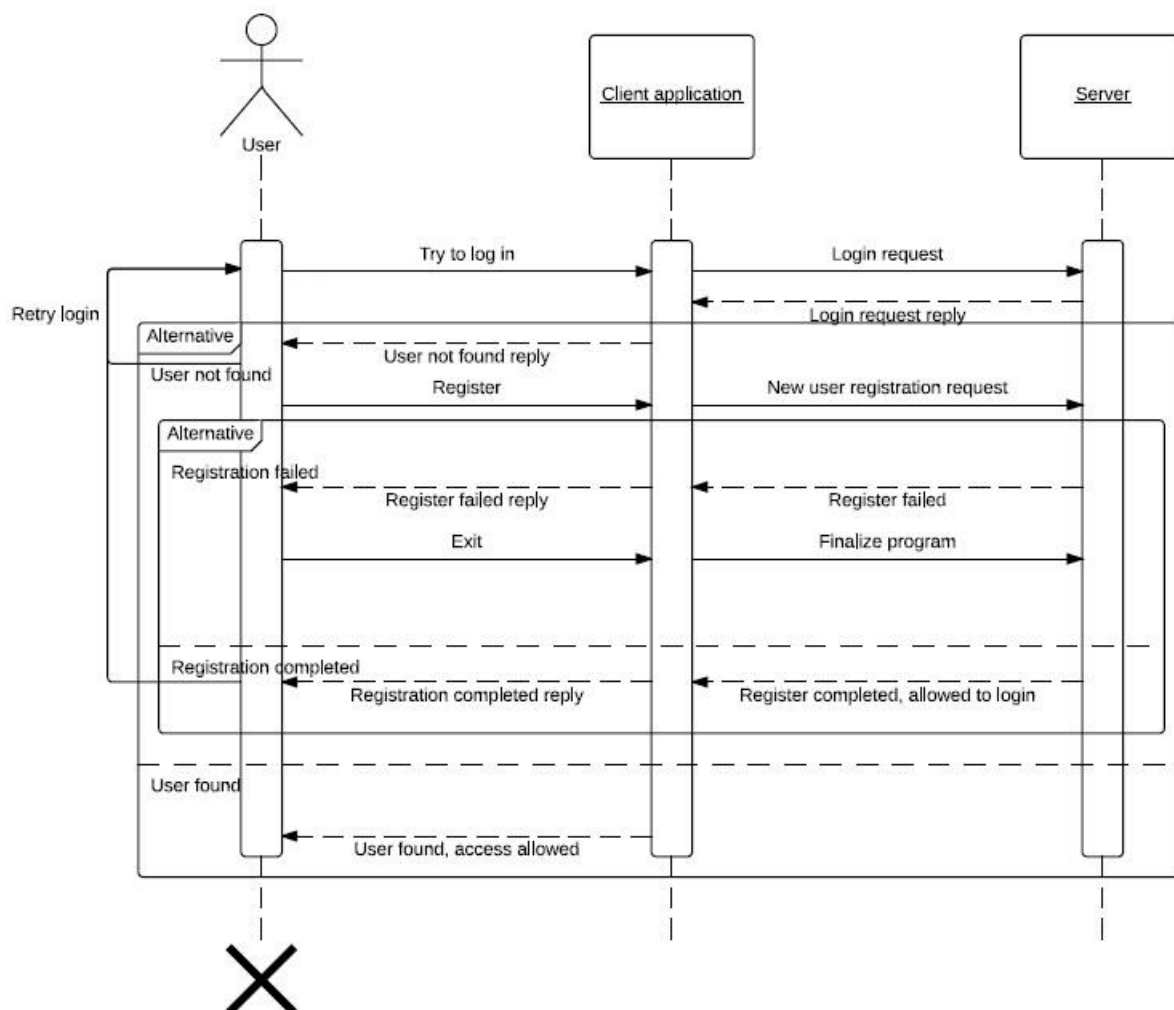 Client application
Server
User
Try to log in
Login request
Retry login
Login request reply
Alternative
User not found reply
User not found
Register
New user registration request
Alternative
Registration failed
Register failed reply
Register failed
Exit
Finalize program
Registration completed
Registration completed reply
Register completed, allowed to login
User found
User found, access allowed